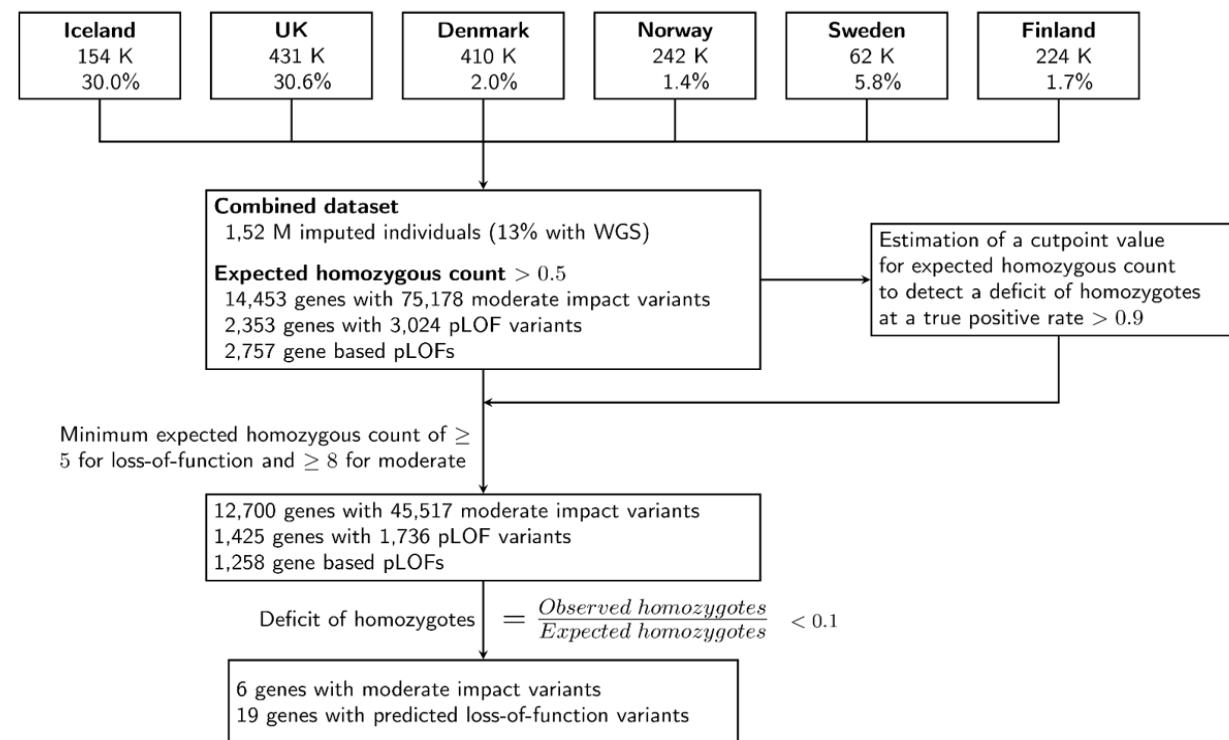 Iceland
154 K
30.0%
UK
431 K
30.6%
Denmark
410 K
2.0%
Norway
242 K
1.4%
Sweden
62 K
5.8%
Finland
224 K
1.7%
Combined dataset
1,52 M imputed individuals (13% with WGS)
Expected homozygous count > 0.5
14,453 genes with 75,178 moderate impact variants
2,353 genes with 3,024 pLOF variants
2,757 gene based pLOFs
Estimation of a cutpoint value
for expected homozygous count
to detect a deficit of homozygotes
at a true positive rate > 0.9
Minimum expected homozygous count of ≥
5 for loss-of-function and ≥ 8 for moderate
12,700 genes with 45,517 moderate impact variants
1,425 genes with 1,736 pLOF variants
1,258 gene based pLOFs
Deficit of homozygotes = Observed homozygotes / Expected homozygotes < 0.1
6 genes with moderate impact variants
19 genes with predicted loss-of-function variants